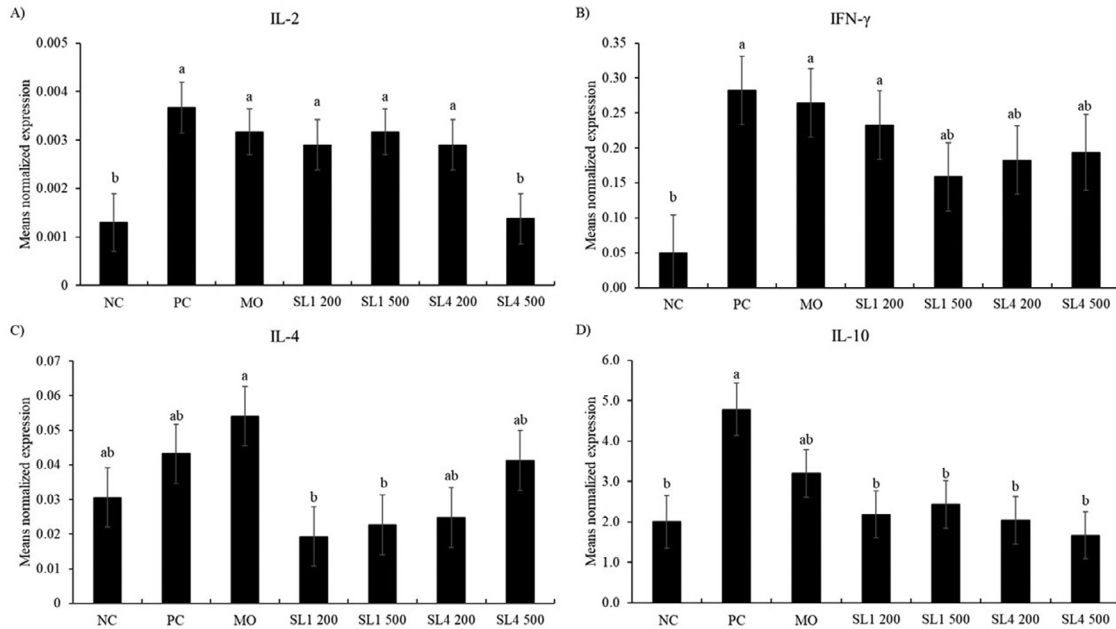 A)
IL-2
Means normalized expression
0.005
0.004
0.003
0.002
0.001
0
b
a
a
a
a
a
b
NC PC MO SL1 200 SL1 500 SL4 200 SL4 500
B)
IFN-γ
Means normalized expression
0.35
0.30
0.25
0.20
0.15
0.10
0.05
0.00
b
a
a
a
ab
ab
ab
NC PC MO SL1 200 SL1 500 SL4 200 SL4 500
C)
IL-4
Means normalized expression
0.07
0.06
0.05
0.04
0.03
0.02
0.01
0
ab
ab
a
b
b
ab
ab
NC PC MO SL1 200 SL1 500 SL4 200 SL4 500
D)
IL-10
Means normalized expression
6.0
5.0
4.0
3.0
2.0
1.0
0.0
b
a
ab
b
b
b
b
NC PC MO SL1 200 SL1 500 SL4 200 SL4 500